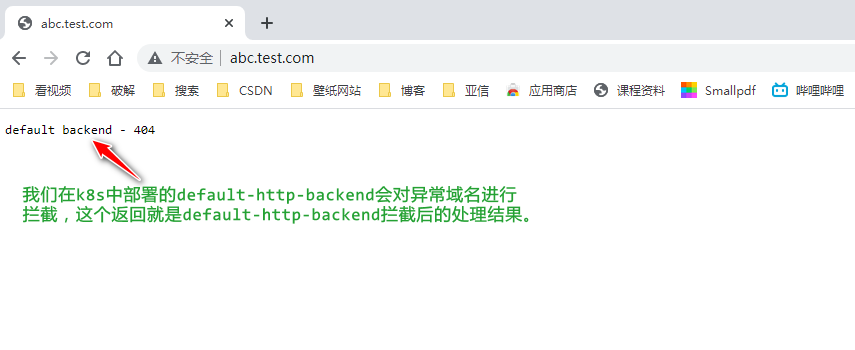 abc.test.com
不安全 abc.test.com
看视频 破解 搜索 CSDN 壁纸网站 博客 亚信 应用商店 课程资料 Smallpdf 哔哩哔哩
default backend - 404
我们在k8s中部署的default-http-backend会对异常域名进行
拦截，这个返回就是default-http-backend拦截后的处理结果。